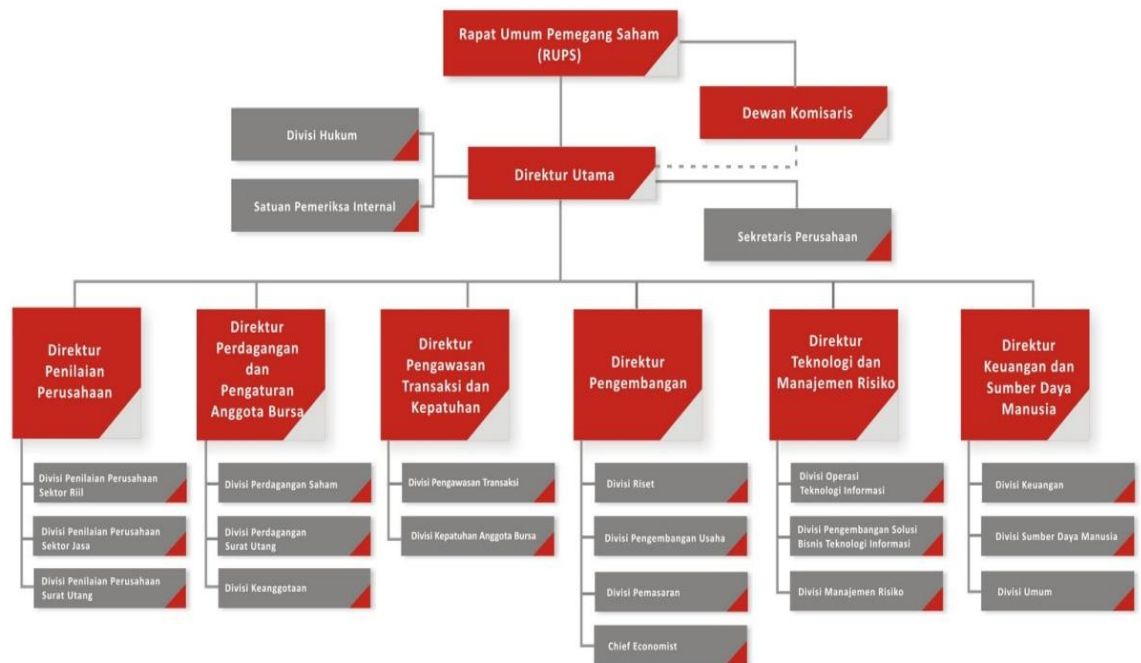 Rapat Umum Pemegang Saham
(RUPS)
Dewan Komisaris
Divisi Hukum
Direktur Utama
Satuan Pemeriksa Internal
Sekretaris Perusahaan
Direktur
Penilaian
Perusahaan
Direktur
Perdagangan
dan
Pengaturan
Anggota Bursa
Direktur
Pengawasan
Transaksi dan
Kepatuhan
Direktur
Pengembangan
Direktur
Teknologi dan
Manajemen Risiko
Direktur
Keuangan dan
Sumber Daya
Manusia
Divisi Penilaian Perusahaan
Sektor Riil
Divisi Penilaian Perusahaan
Sektor Jasa
Divisi Penilaian Perusahaan
Surat Utang
Divisi Perdagangan Saham
Divisi Perdagangan
Surat Utang
Divisi Keanggotaan
Divisi Pengawasan Transaksi
Divisi Kepatuhan Anggota Bursa
Divisi Riset
Divisi Pengembangan Usaha
Divisi Pemasaran
Chief Economist
Divisi Operasi
Teknologi Informasi
Divisi Pengembangan Solusi
Bisnis Teknologi Informasi
Divisi Manajemen Risiko
Divisi Keuangan
Divisi Sumber Daya Manusia
Divisi Umum